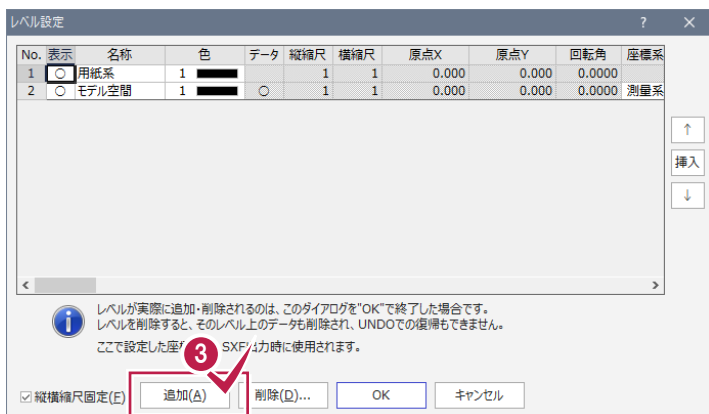 レベル設定 ? ×
No. 表示 名称 色 データ 縦縮尺 横縮尺 原点X 原点Y 回転角 座標系
1 ○ 用紙系 1 1 1 0.000 0.000 0.0000
2 ○ モデル空間 1 ○ 1 1 0.000 0.000 0.0000 測量系
↑
挿入
↓
< >
レベルが実際に追加・削除されるのは、このダイアログを"OK"で終了した場合です。
レベルを削除すると、そのレベル上のデータも削除され、UNDOでの復帰もできません。
ここで設定した座 SXF 力時に使用されます。
3
縦横縮尺固定(F) 追加(A) 削除(D)... OK キャンセル